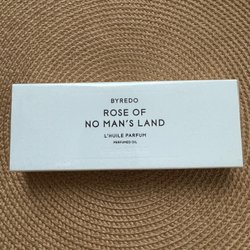 BYREDO
ROSE OF
NO MAN'S LAND
L'HUILE PARFUM
PERFUMED OIL